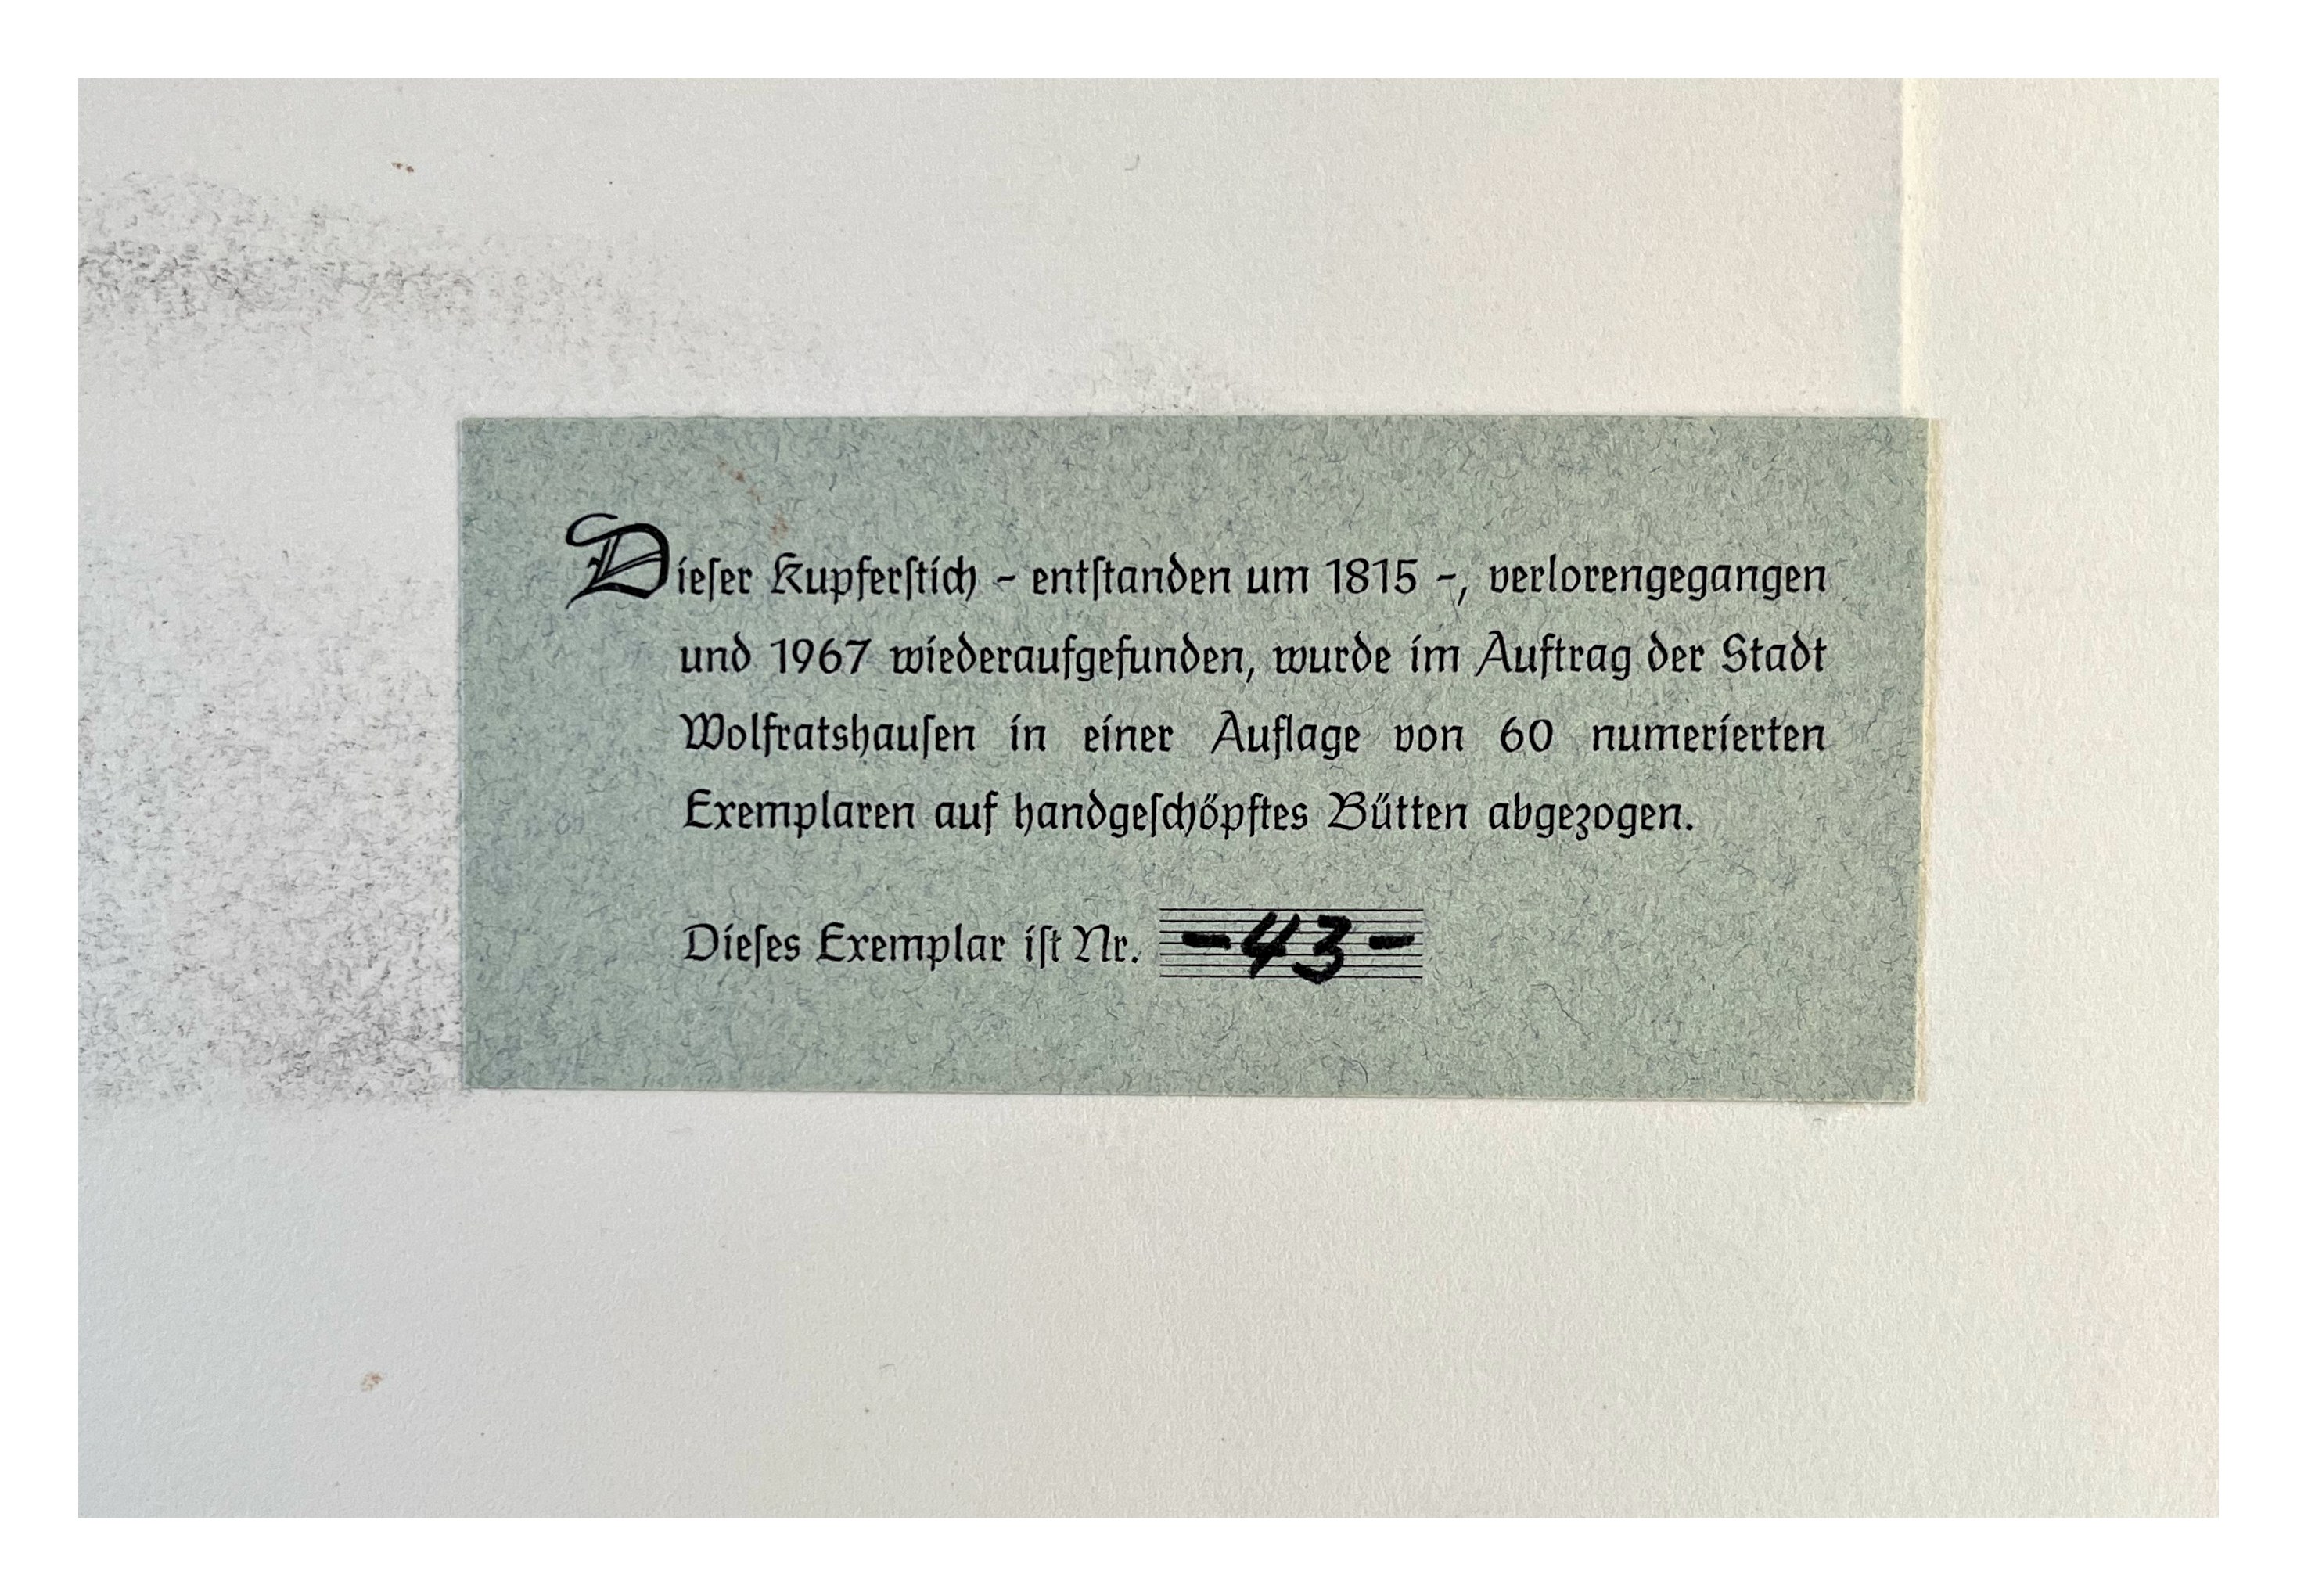 Dieſer Kupferſtich - entſtanden um 1815 -, verlorengegangen
und 1967 wiederaufgefunden, wurde im Auftrag der Stadt
Wolfratshauſen in einer Auflage von 60 numerierten
Exemplaren auf handgeſchöpftes Bütten abgezogen.
Dieſes Exemplar iſt Nr. -43-